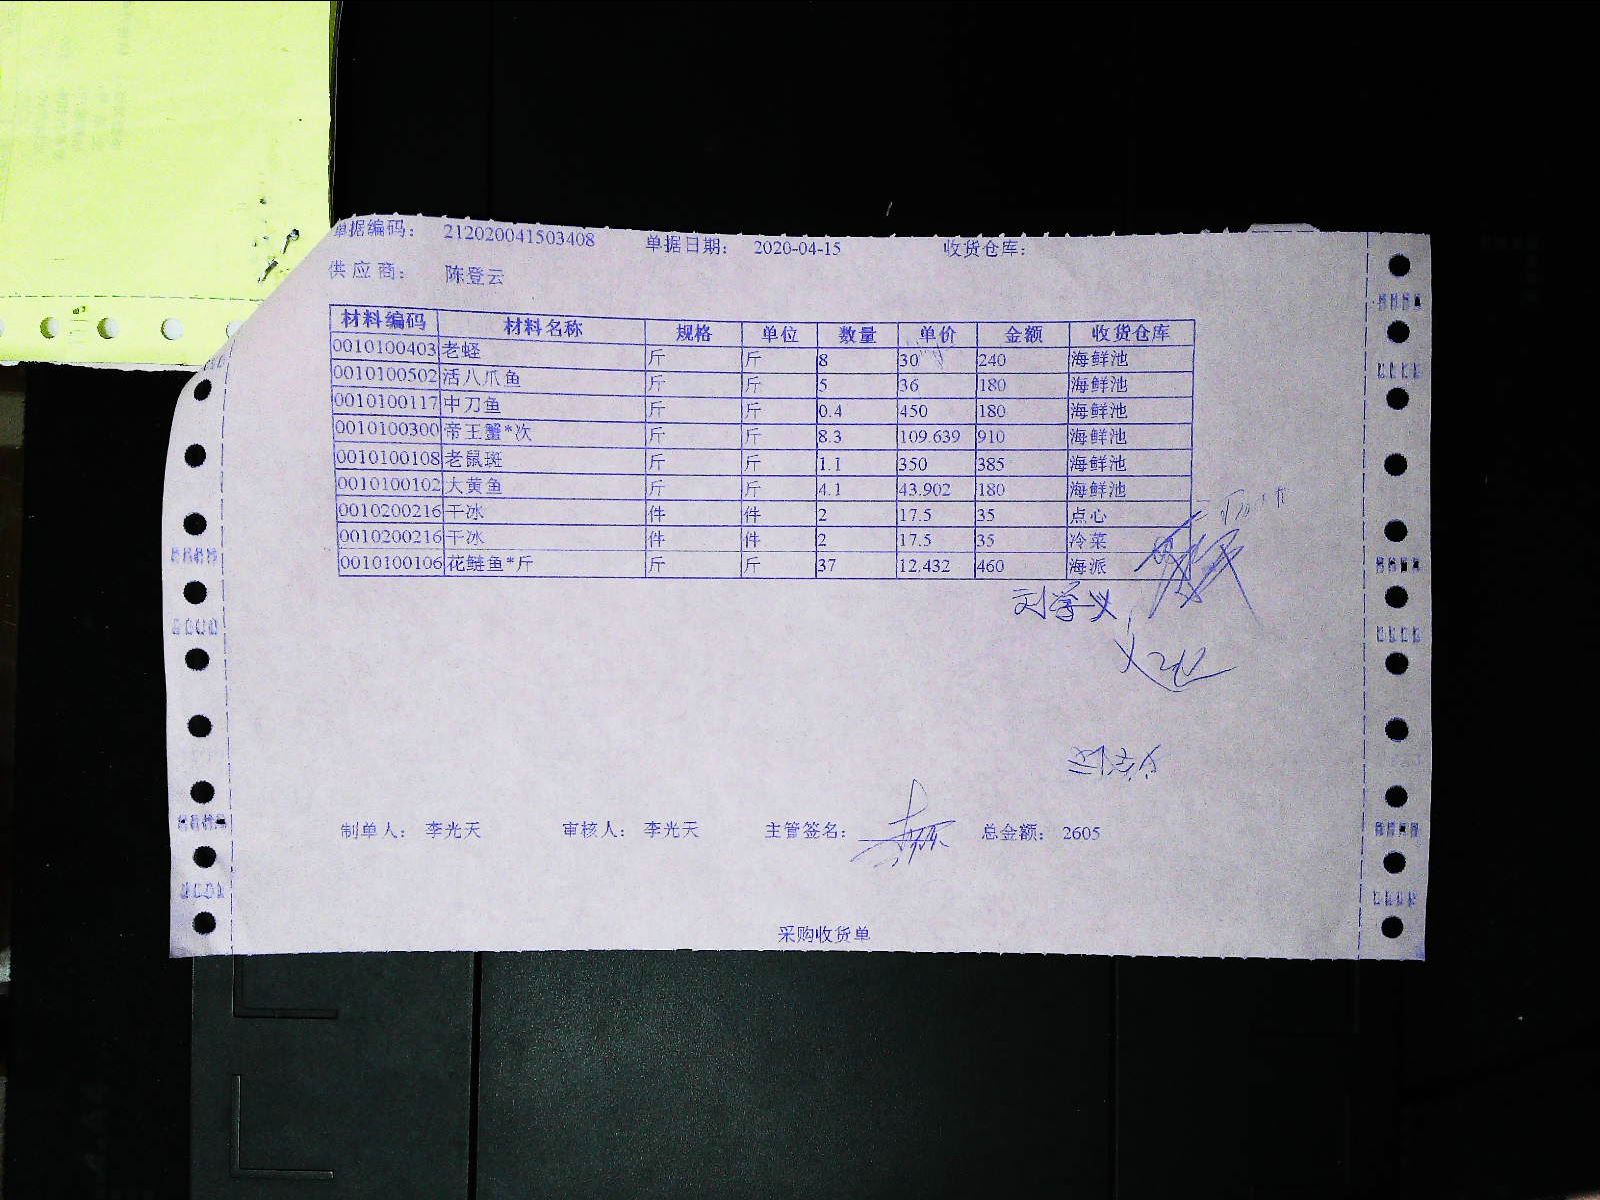 单据编码： 212020041503408 单据日期： 2020-04-15 收货仓库：
供应商： 陈登云
材料编码 材料名称 规格 单位 数量 单价 金额 收货仓库
0010100403 老蛏 斤 斤 8 30 240 海鲜池
0010100502 活八爪鱼 斤 斤 5 36 180 海鲜池
0010100117 中刀鱼 斤 斤 0.4 450 180 海鲜池
0010100300 帝王蟹*次 斤 斤 8.3 109.639 910 海鲜池
0010100108 老鼠斑 斤 斤 1.1 350 385 海鲜池
0010100102 大黄鱼 斤 斤 4.1 43.902 180 海鲜池
0010200216 干冰 件 件 2 17.5 35 点心
0010200216 干冰 件 件 2 17.5 35 冷菜
0010100106 花鲢鱼*斤 斤 斤 37 12.432 460 海派
刘学义
制单人： 李光天 审核人： 李光天 主管签名： 总金额： 2605
采购收货单